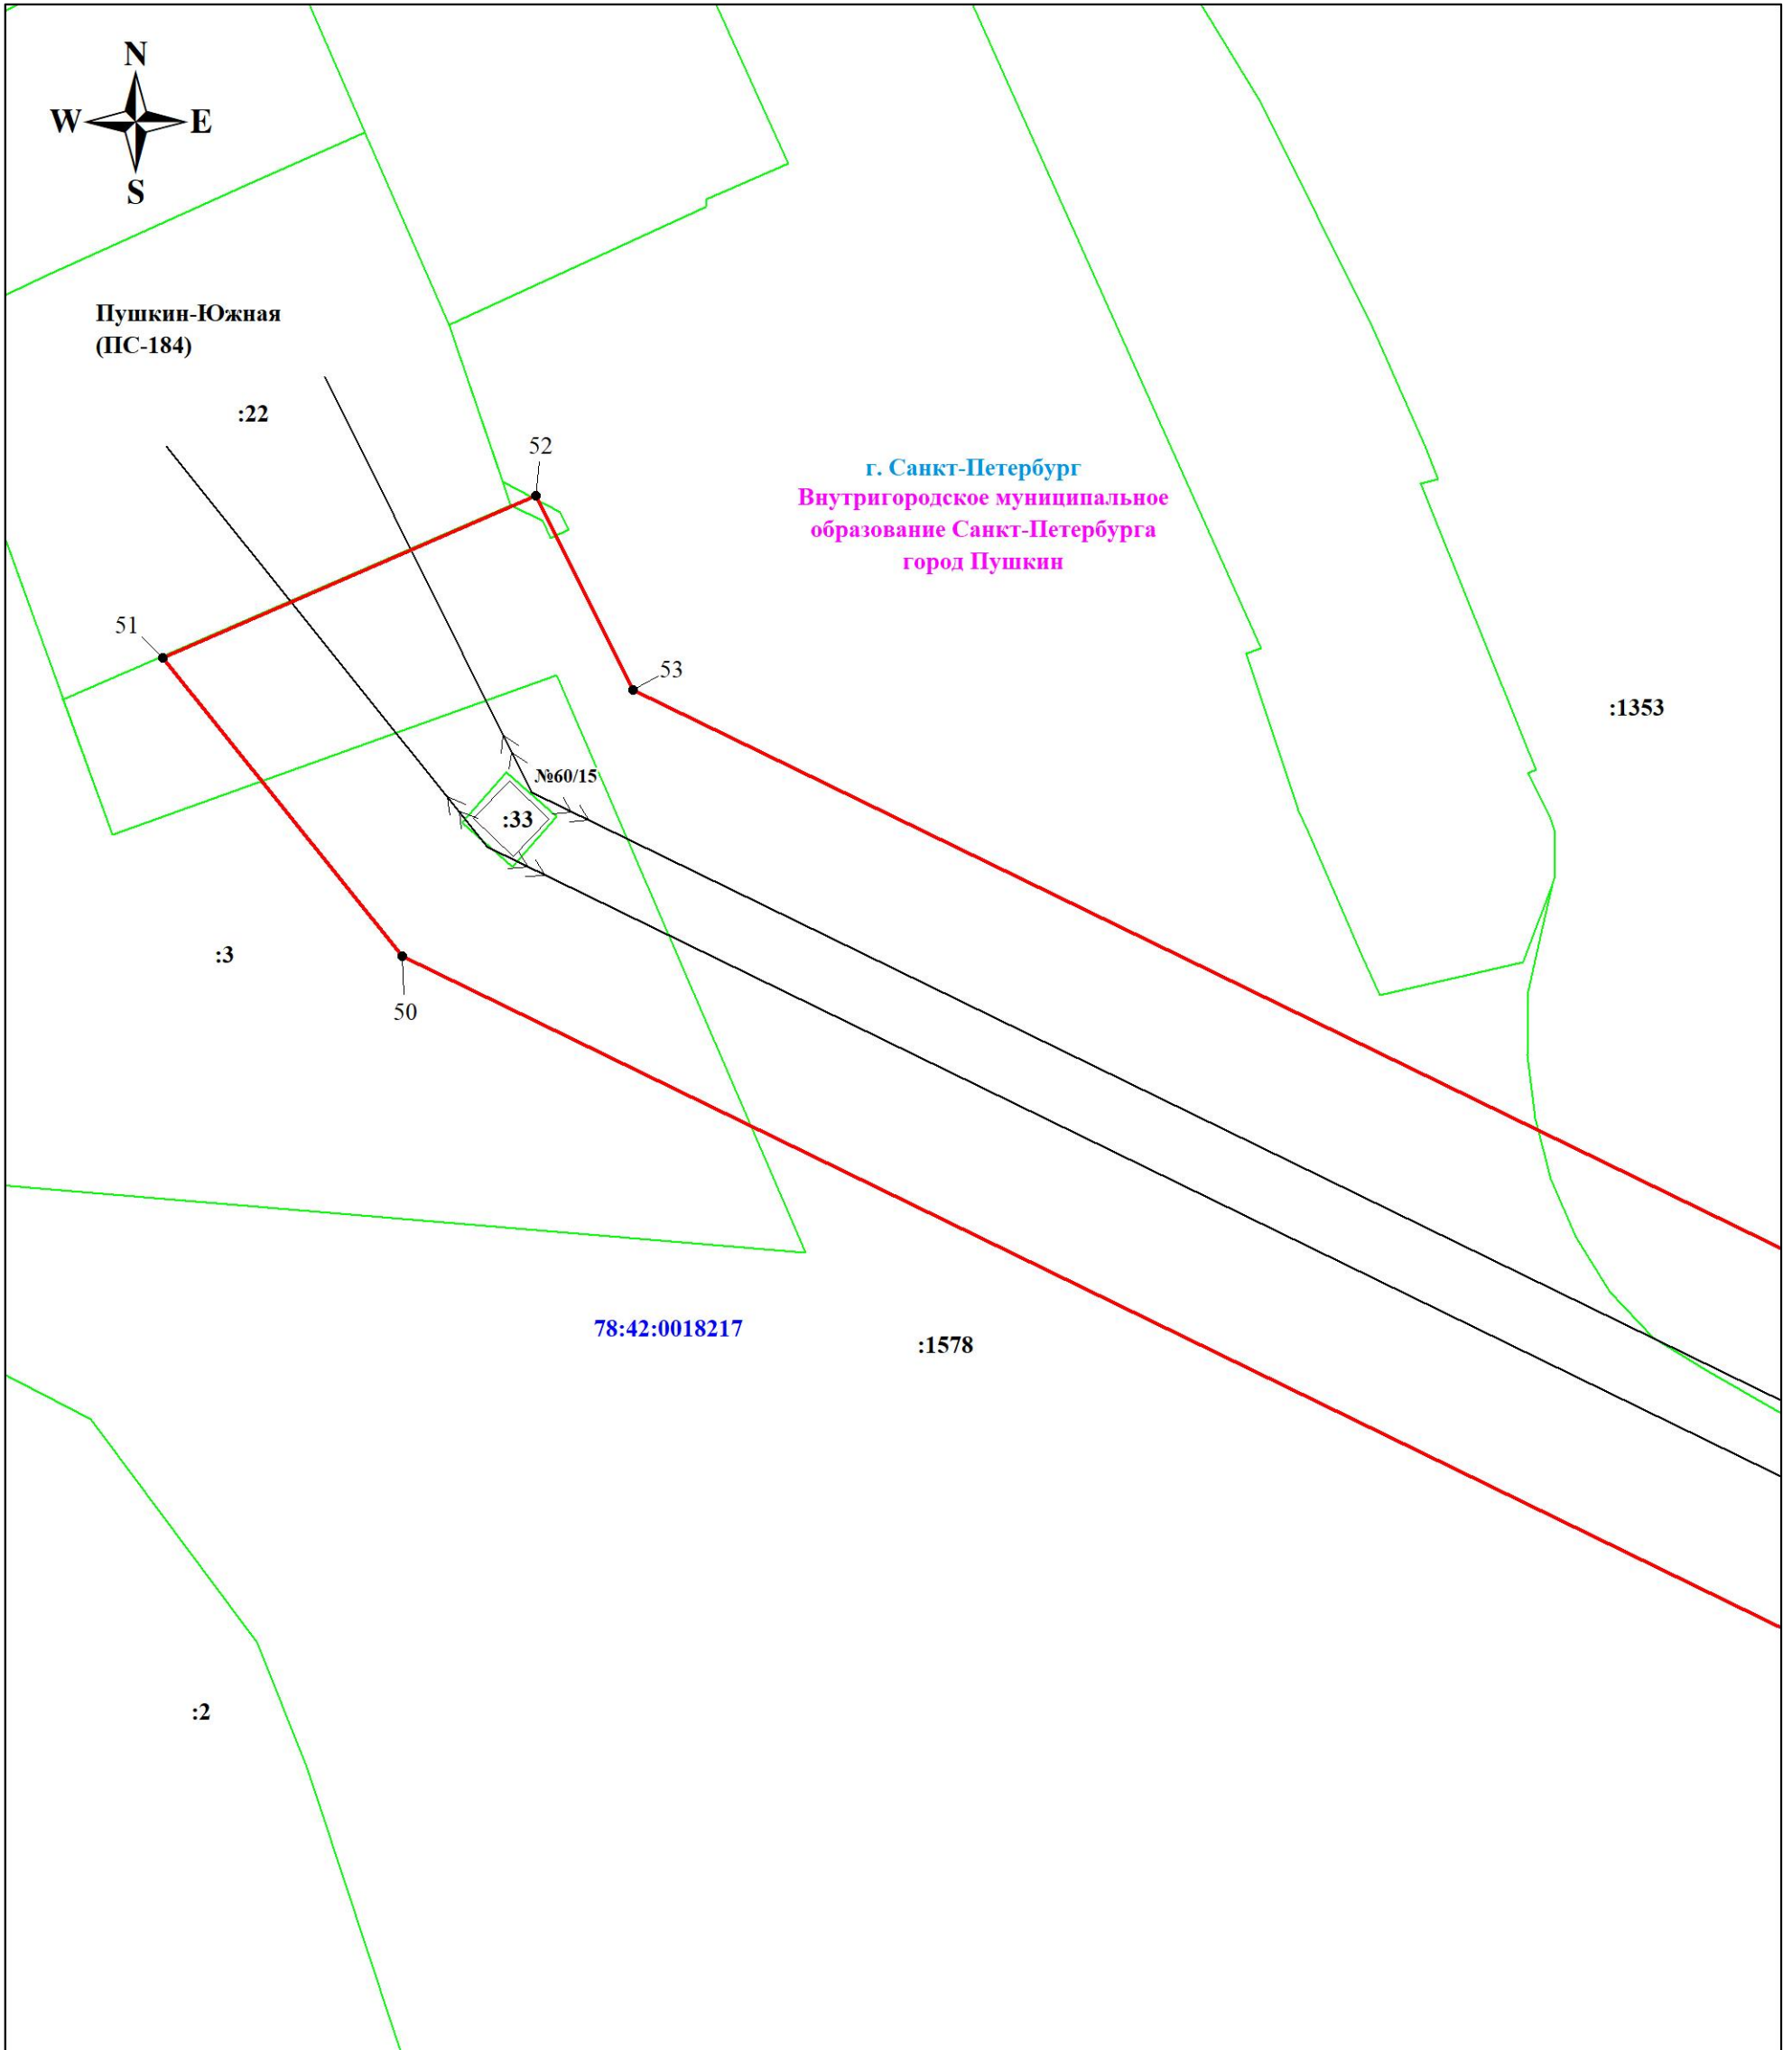 N
W E
S
Пушкин-Южная
(ПС-184)
:22
52
г. Санкт-Петербург
Внутригородское муниципальное
образование Санкт-Петербурга
город Пушкин
51
53
:1353
№60/15
:33
:3
50
78:42:0018217
:1578
:2